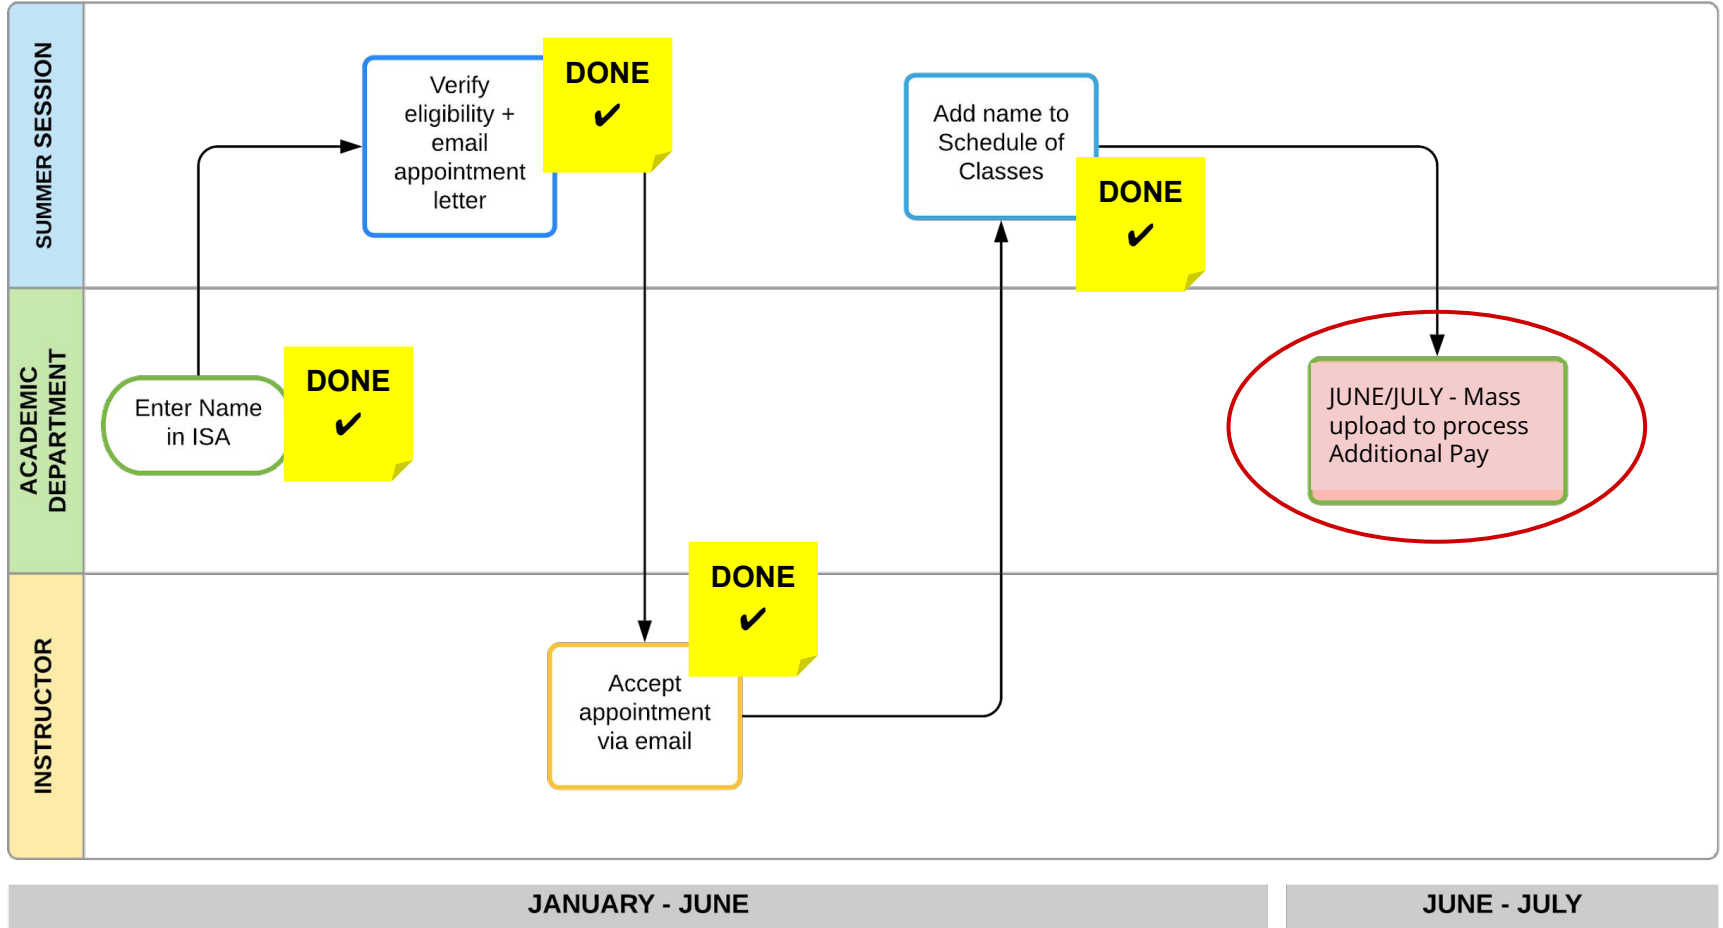 SUMMER SESSION
Verify
eligibility +
email
appointment
letter
DONE
✔
Add name to
Schedule of
Classes
DONE
✔
ACADEMIC
DEPARTMENT
Enter Name
in ISA
DONE
✔
JUNE/JULY - Mass
upload to process
Additional Pay
INSTRUCTOR
DONE
✔
Accept
appointment
via email
JANUARY - JUNE
JUNE - JULY